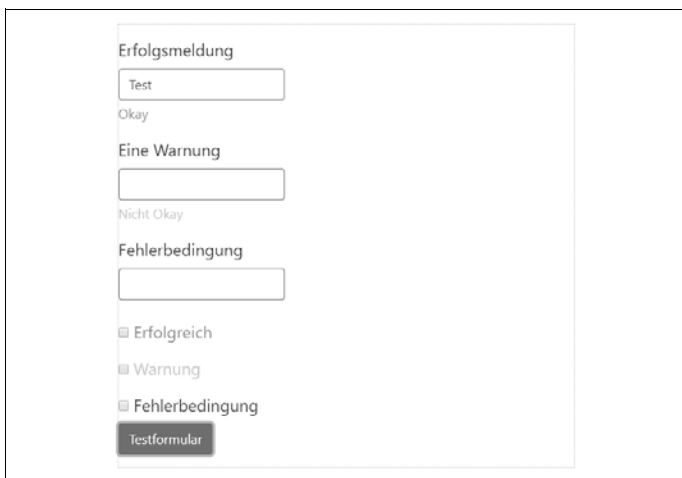 Erfolgsmeldung
Test
Okay
Eine Warnung
Nicht Okay
Fehlerbedingung
Erfolgreich
Warnung
Fehlerbedingung
Testformular